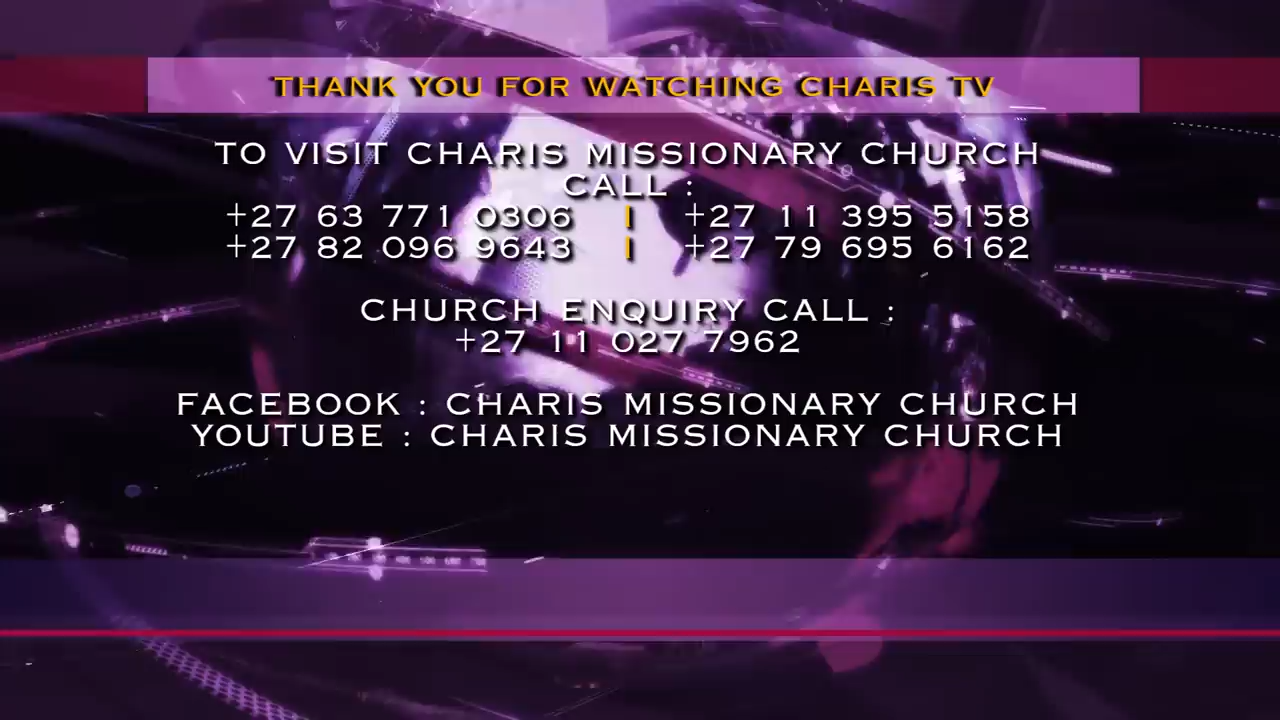 THANK YOU FOR WATCHING CHARIS TV
TO VISIT CHARIS MISSIONARY CHURCH
CALL :
+27 63 771 0306 | +27 11 395 5158
+27 82 096 9643 | +27 79 695 6162
CHURCH ENQUIRY CALL :
+27 11 027 7962
FACEBOOK : CHARIS MISSIONARY CHURCH
YOUTUBE : CHARIS MISSIONARY CHURCH